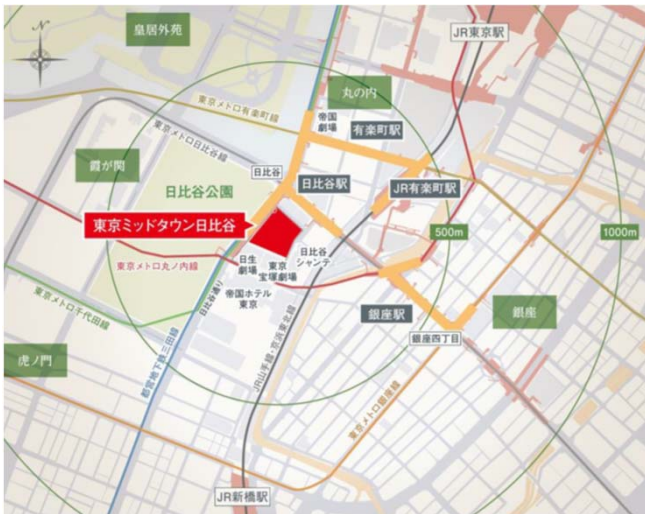 N
皇居外苑
JR東京駅
丸の内
東京メトロ有楽町線
帝国
劇場
有楽町駅
東京メトロ日比谷線
霞が関
日比谷
日比谷公園
日比谷駅
JR有楽町駅
東京ミッドタウン日比谷
500m
1000m
日生
劇場
東京
宝塚劇場
日比谷
シャンテ
東京メトロ丸ノ内線
帝国ホテル
東京
日比谷通り
東京メトロ千代田線
銀座駅
銀座
銀座四丁目
都営地下鉄三田線
JR山手線・京浜東北線
虎ノ門
東京メトロ銀座線
JR新橋駅